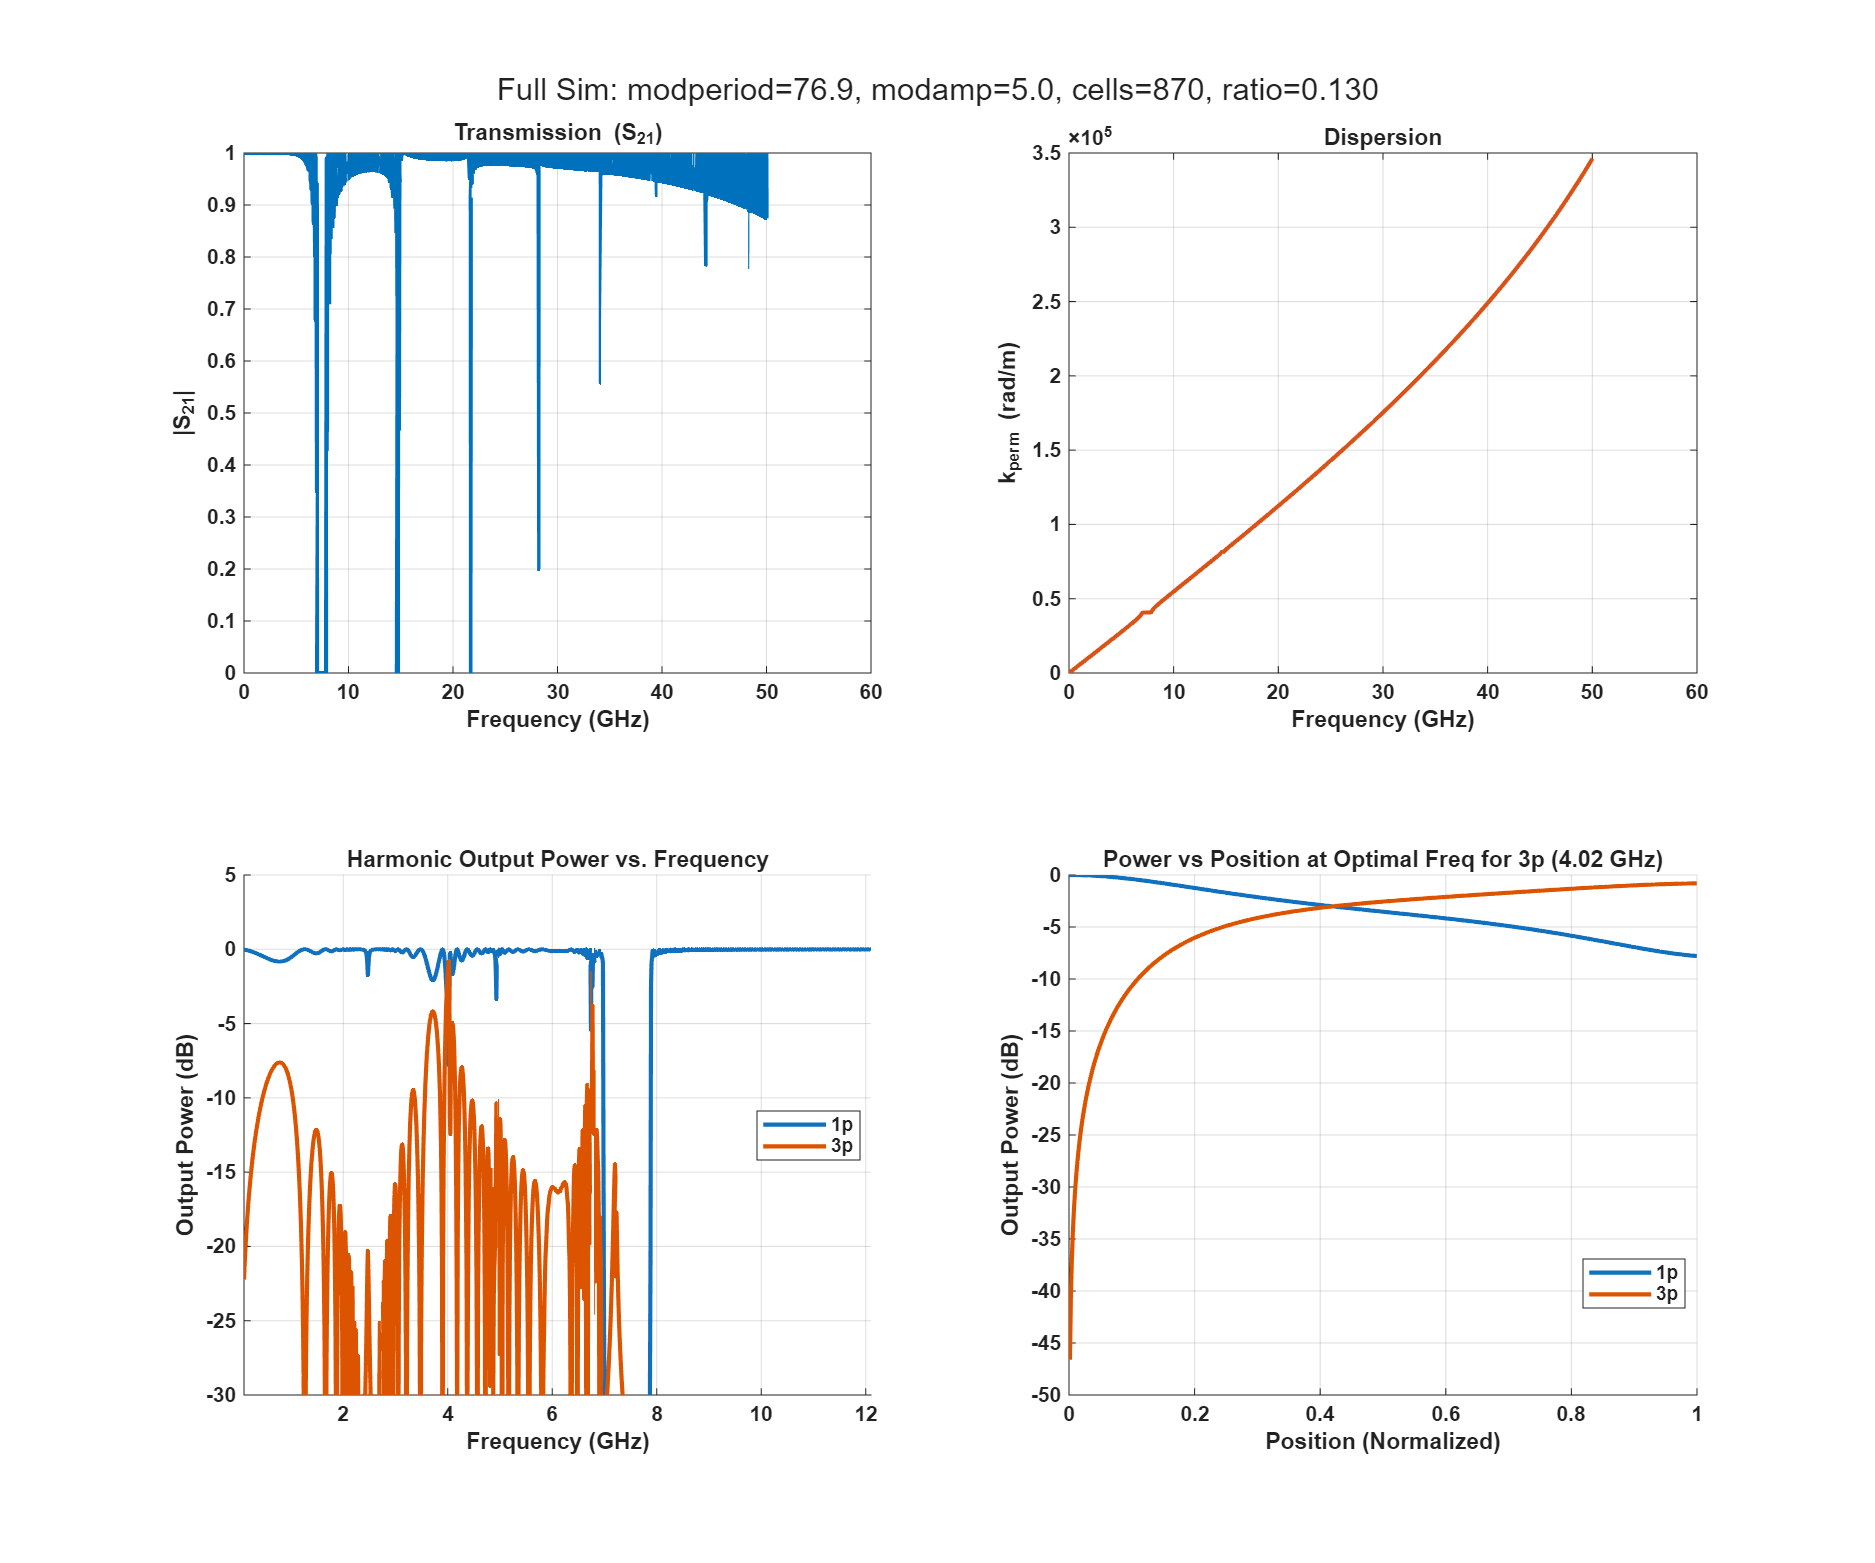 Full Sim: modperiod=76.9, modamp=5.0, cells=870, ratio=0.130
Transmission (S21)
1
0.9
0.8
0.7
0.6
0.5
0.4
0.3
0.2
0.1
0
|S21|
0 10 20 30 40 50 60
Frequency (GHz)
×10^5
Dispersion
3.5
3
2.5
2
1.5
1
0.5
0
kperm (rad/m)
0 10 20 30 40 50 60
Frequency (GHz)
Harmonic Output Power vs. Frequency
5
0
-5
-10
-15
-20
-25
-30
Output Power (dB)
1p
3p
2 4 6 8 10 12
Frequency (GHz)
Power vs Position at Optimal Freq for 3p (4.02 GHz)
0
-5
-10
-15
-20
-25
-30
-35
-40
-45
-50
Output Power (dB)
1p
3p
0 0.2 0.4 0.6 0.8 1
Position (Normalized)